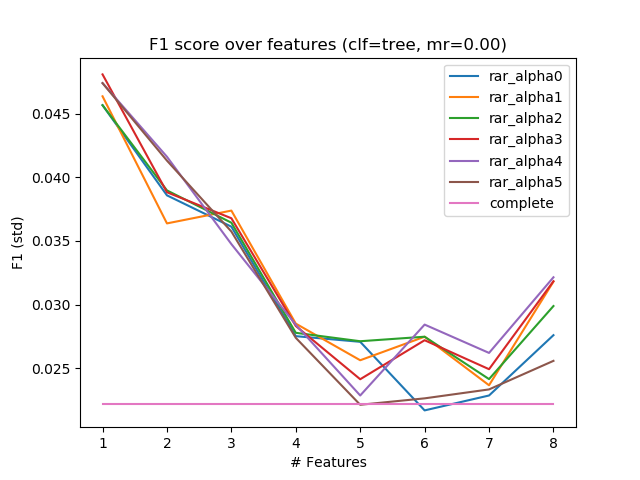 F1 score over features (clf=tree, mr=0.00)
rar_alpha0
rar_alpha1
rar_alpha2
rar_alpha3
rar_alpha4
rar_alpha5
complete
F1 (std)
0.045
0.040
0.035
0.030
0.025
1 2 3 4 5 6 7 8
# Features